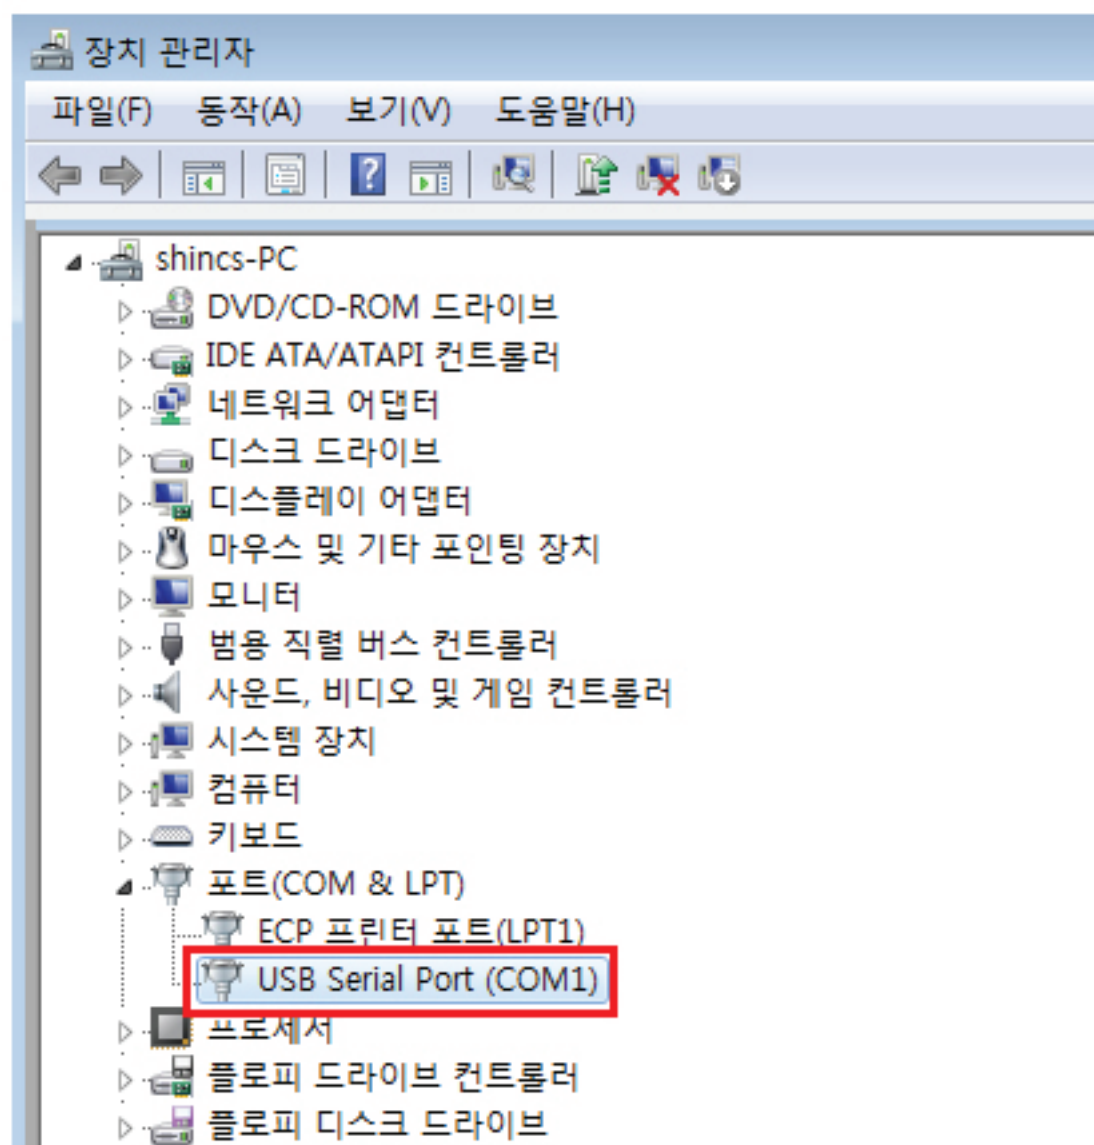 장치 관리자
파일(F) 동작(A) 보기(V) 도움말(H)
shincs-PC
DVD/CD-ROM 드라이브
IDE ATA/ATAPI 컨트롤러
네트워크 어댑터
디스크 드라이브
디스플레이 어댑터
마우스 및 기타 포인팅 장치
모니터
범용 직렬 버스 컨트롤러
사운드, 비디오 및 게임 컨트롤러
시스템 장치
컴퓨터
키보드
포트(COM & LPT)
ECP 프린터 포트(LPT1)
USB Serial Port (COM1)
프로세서
플로피 드라이브 컨트롤러
플로피 디스크 드라이브